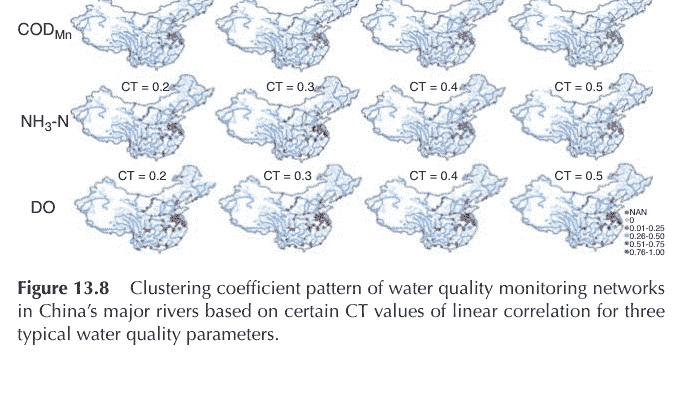 COD_Mn
CT = 0.2 CT = 0.3 CT = 0.4 CT = 0.5
NH3-N
CT = 0.2 CT = 0.3 CT = 0.4 CT = 0.5
DO
NAN
0
0.01-0.25
0.26-0.50
0.51-0.75
0.76-1.00
Figure 13.8 Clustering coefficient pattern of water quality monitoring networks
in China's major rivers based on certain CT values of linear correlation for three
typical water quality parameters.